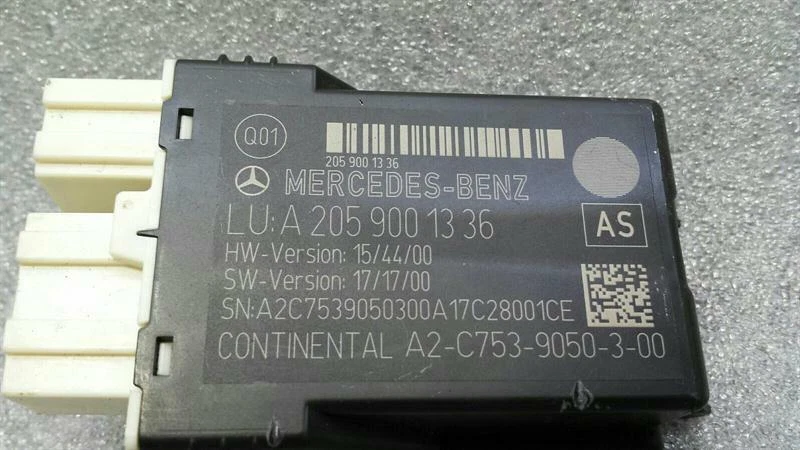 Q01
205 900 13 36
MERCEDES-BENZ
LU: A 205 900 13 36
AS
HW-Version: 15/44/00
SW-Version: 17/17/00
SN:A2C7539050300A17C28001CE
CONTINENTAL A2-C753-9050-3-00